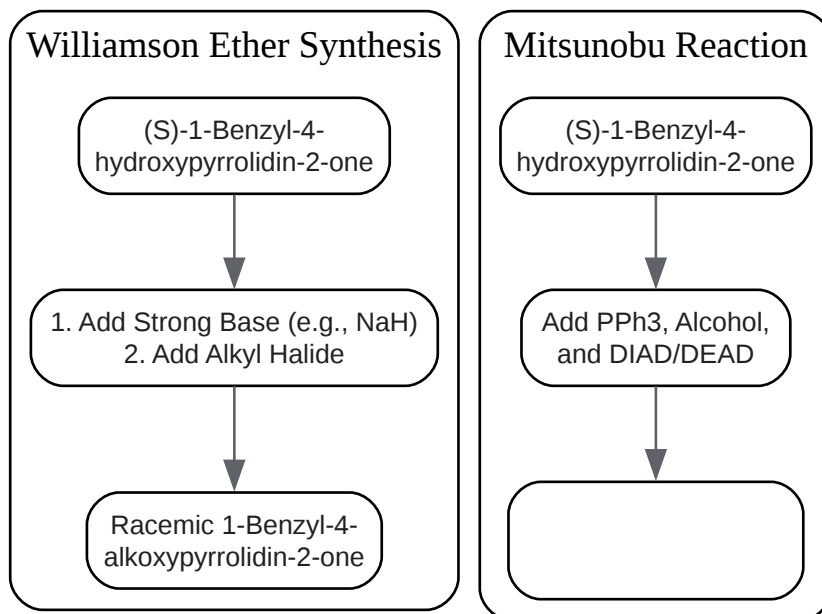 Williamson Ether Synthesis
(S)-1-Benzyl-4-
hydroxypyrrolidin-2-one
1. Add Strong Base (e.g., NaH)
2. Add Alkyl Halide
Racemic 1-Benzyl-4-
alkoxypyrrolidin-2-one
Mitsunobu Reaction
(S)-1-Benzyl-4-
hydroxypyrrolidin-2-one
Add PPh3, Alcohol,
and DIAD/DEAD